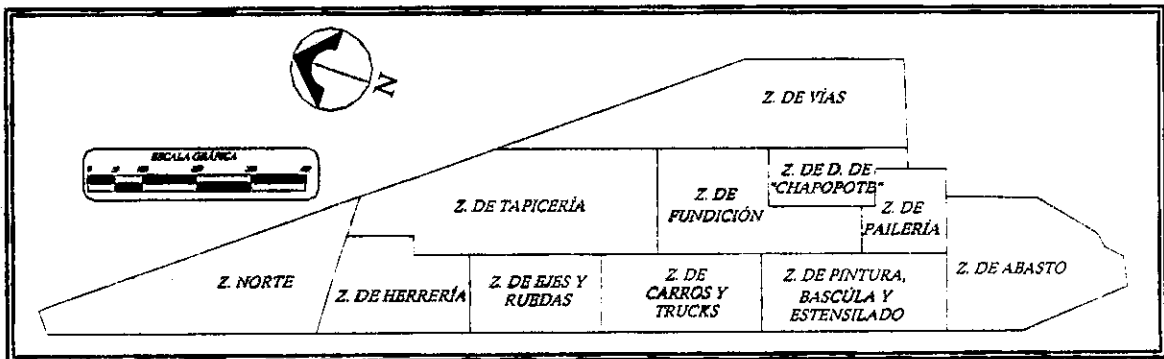 N
Z. DE VÍAS
ESCALA GRÁFICA
Z. DE D. DE
"CHAPOPOTE"
Z. DE TAPICERÍA
Z. DE
FUNDICIÓN
Z. DE
PAILERÍA
Z. NORTE
Z. DE HERRERÍA
Z. DE EJES Y
RUEDAS
Z. DE
CARROS Y
TRUCKS
Z. DE PINTURA,
BASCÚLA Y
ESTENSILADO
Z. DE ABASTO